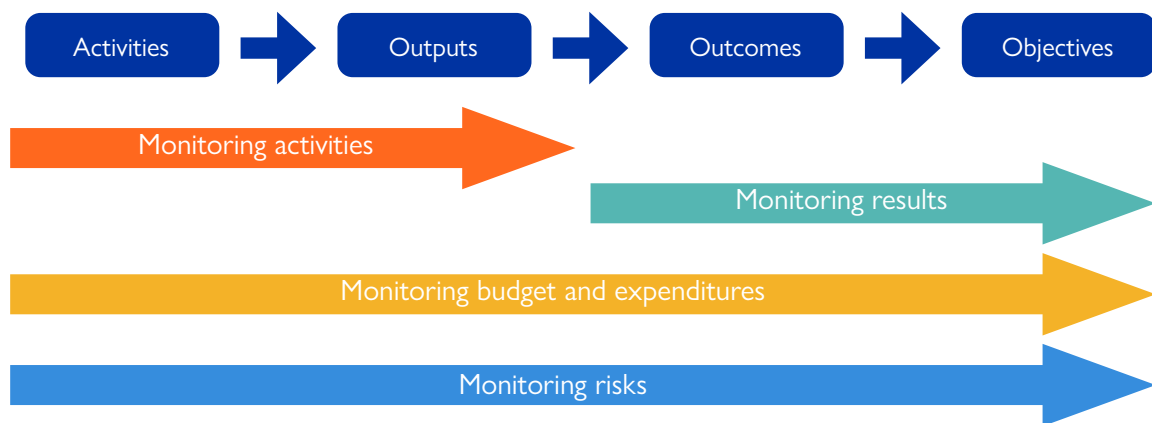 Activities
Outputs
Outcomes
Objectives
Monitoring activities
Monitoring results
Monitoring budget and expenditures
Monitoring risks